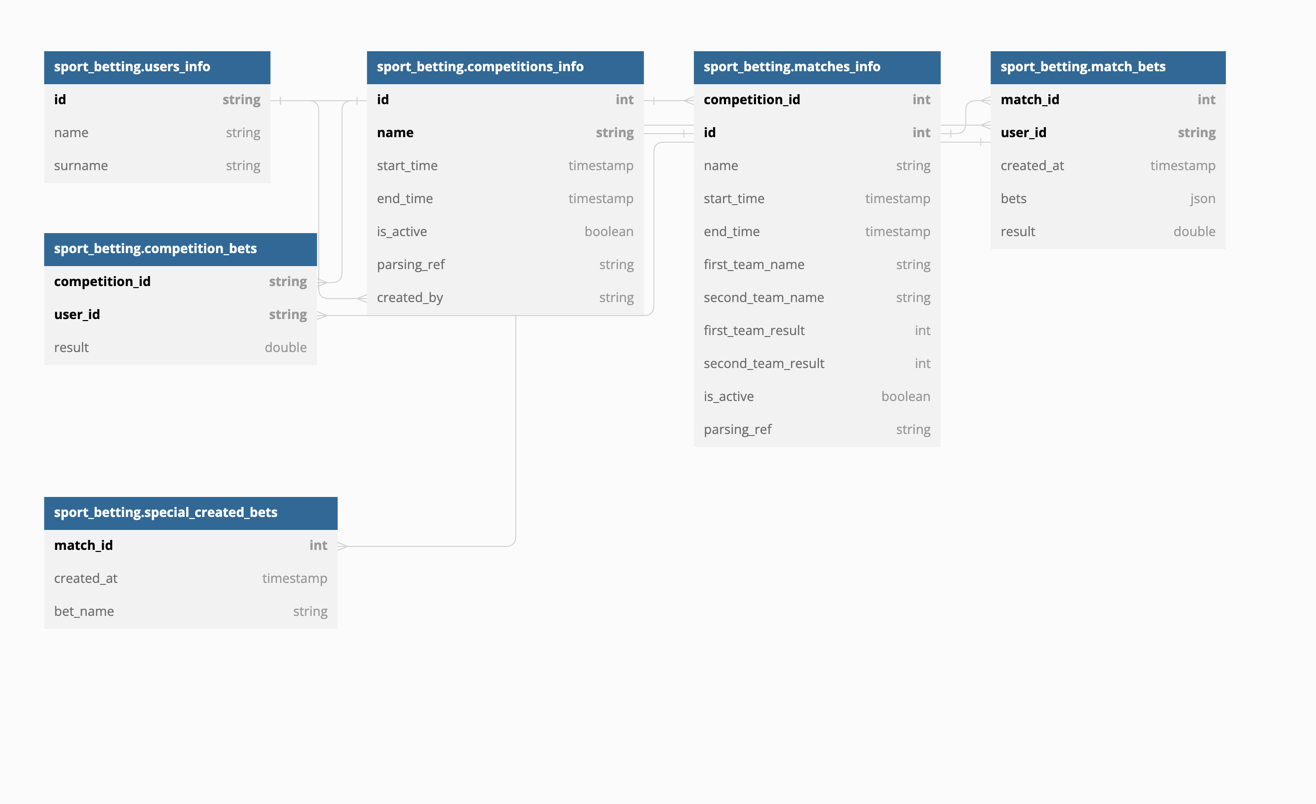 sport_betting.users_info
id string
name string
surname string
sport_betting.competition_bets
competition_id string
user_id string
result double
sport_betting.special_created_bets
match_id int
created_at timestamp
bet_name string
sport_betting.competitions_info
id int
name string
start_time timestamp
end_time timestamp
is_active boolean
parsing_ref string
created_by string
sport_betting.matches_info
competition_id int
id int
name string
start_time timestamp
end_time timestamp
first_team_name string
second_team_name string
first_team_result int
second_team_result int
is_active boolean
parsing_ref string
sport_betting.match_bets
match_id int
user_id string
created_at timestamp
bets json
result double